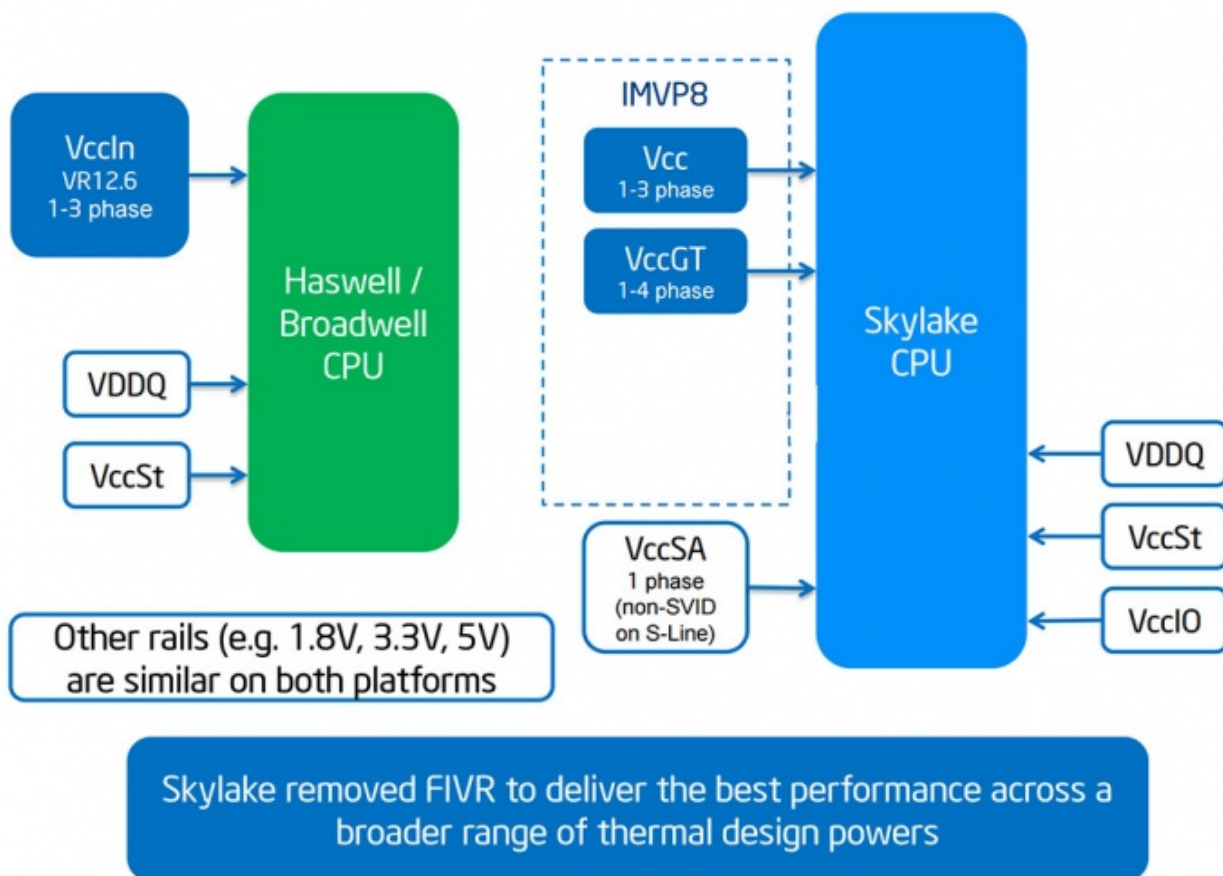 VccIn
VR12.6
1-3 phase
Haswell /
Broadwell
CPU
VDDQ
VccSt
IMVP8
Vcc
1-3 phase
VccGT
1-4 phase
Skylake
CPU
VccSA
1 phase
(non-SVID
on S-Line)
VDDQ
VccSt
VccIO
Other rails (e.g. 1.8V, 3.3V, 5V)
are similar on both platforms
Skylake removed FIVR to deliver the best performance across a
broader range of thermal design powers